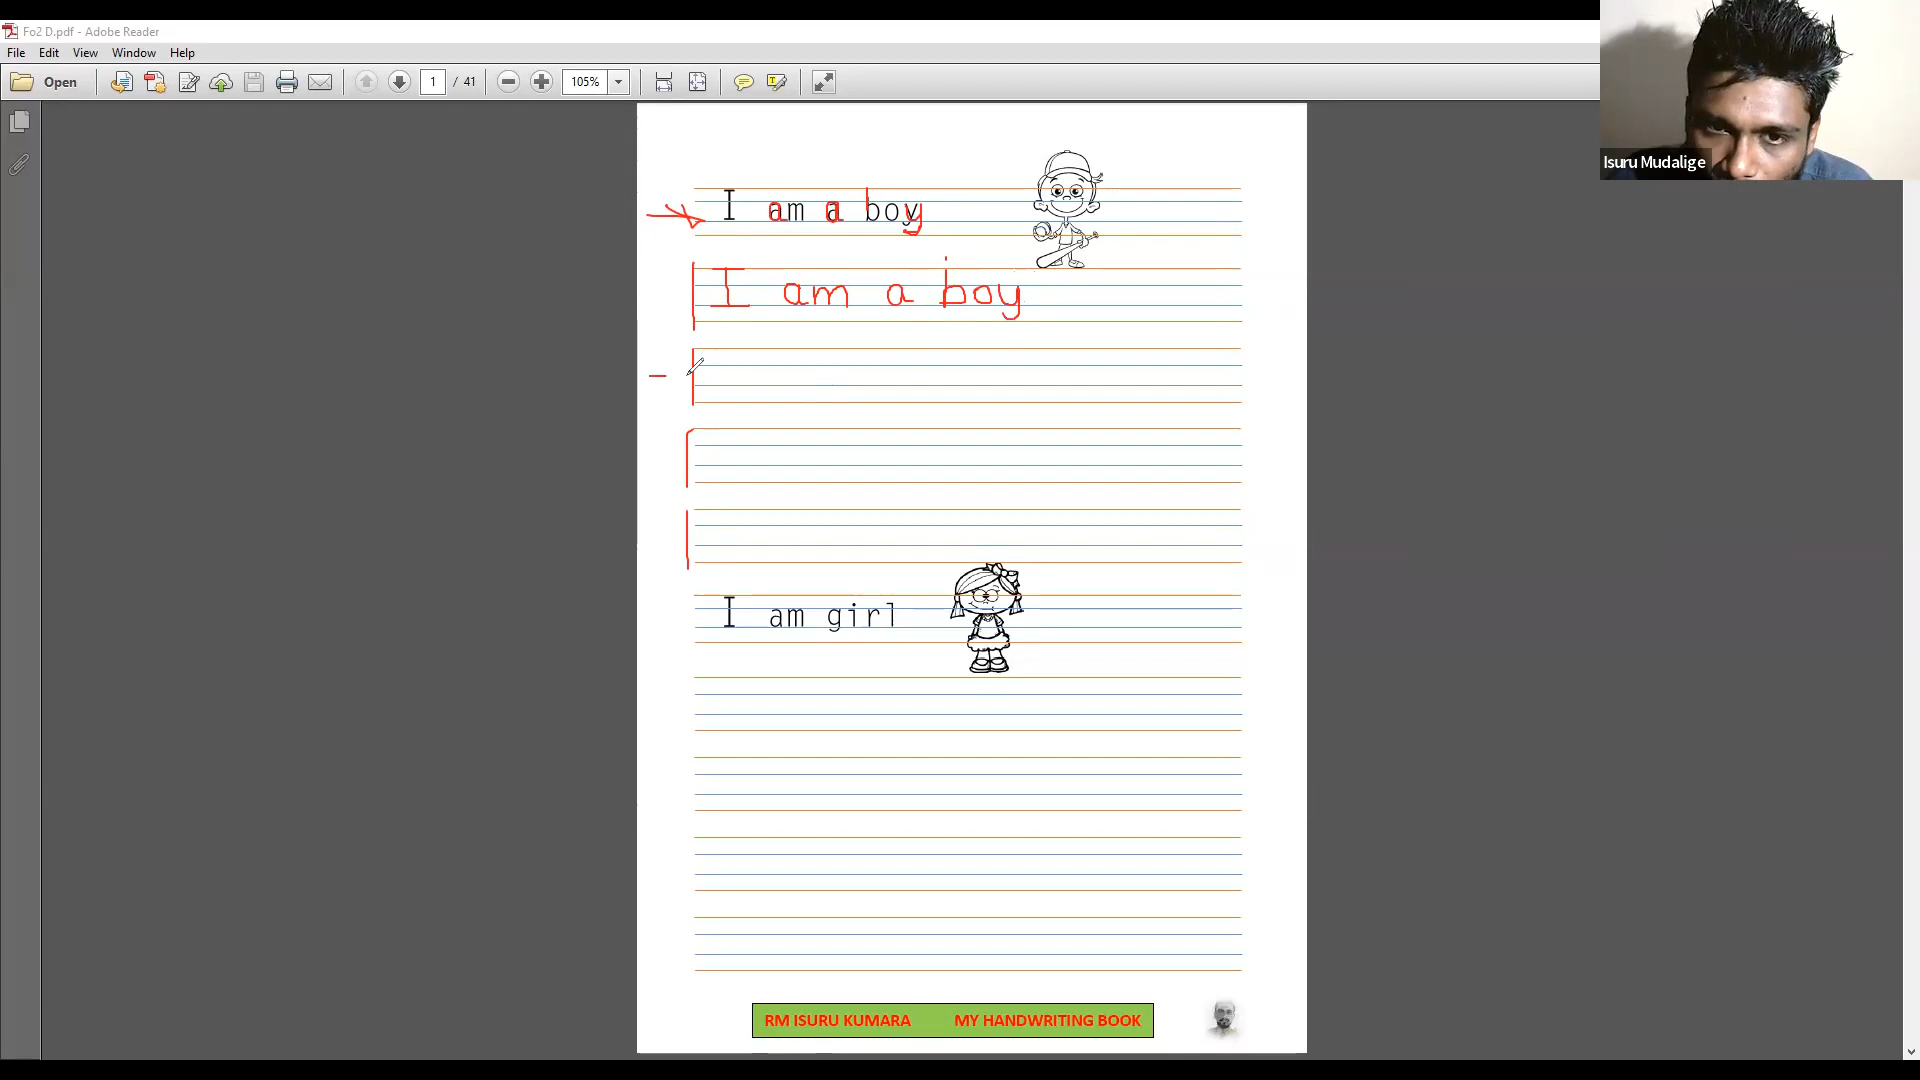 Fo2 D.pdf - Adobe Reader
File Edit View Window Help
Open 1 / 41 105%
Isuru Mudalige
I am a boy
I am a boy
I am girl
RM ISURU KUMARA MY HANDWRITING BOOK